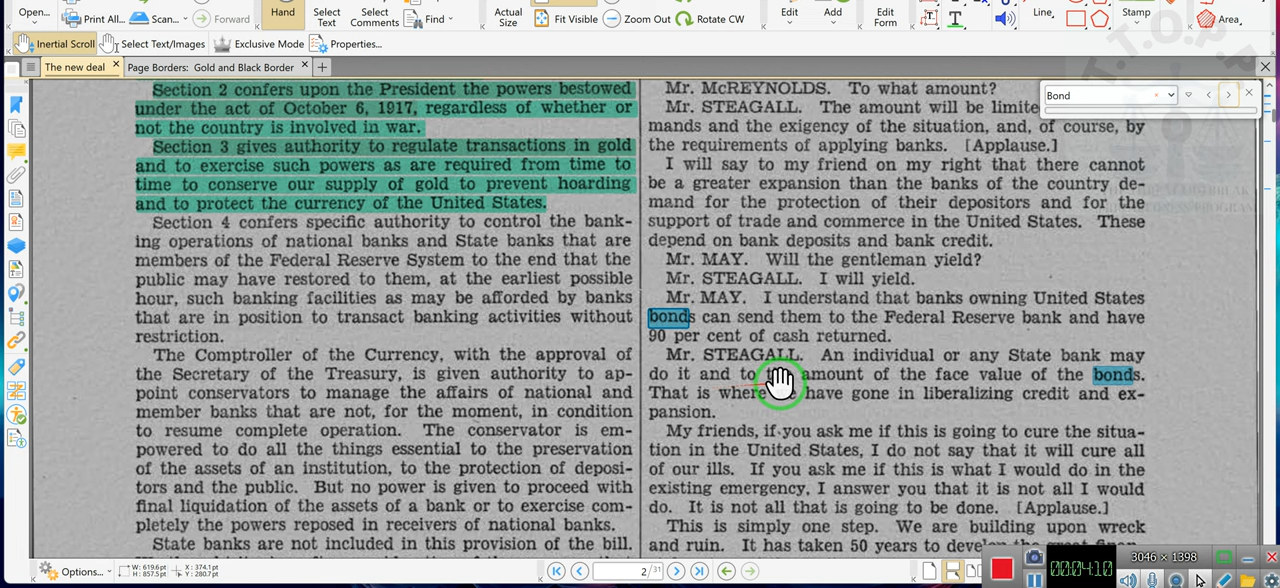 Open...
Print All...
Scan...
Forward
Hand
Select Text
Select Comments
Find
Actual Size
Fit Visible
Zoom Out
Rotate CW
Edit
Add
Edit Form
Line,
Stamp
Area,
Inertial Scroll
Select Text/Images
Exclusive Mode
Properties...
The new deal
Page Borders: Gold and Black Border
Bond
T.O.P.P
Section 2 confers upon the President the powers bestowed
under the act of October 6, 1917, regardless of whether or
not the country is involved in war.
Section 3 gives authority to regulate transactions in gold
and to exercise such powers as are required from time to
time to conserve our supply of gold to prevent hoarding
and to protect the currency of the United States.
Section 4 confers specific authority to control the bank-
ing operations of national banks and State banks that are
members of the Federal Reserve System to the end that the
public may have restored to them, at the earliest possible
hour, such banking facilities as may be afforded by banks
that are in position to transact banking activities without
restriction.
The Comptroller of the Currency, with the approval of
the Secretary of the Treasury, is given authority to ap-
point conservators to manage the affairs of national and
member banks that are not, for the moment, in condition
to resume complete operation. The conservator is em-
powered to do all the things essential to the preservation
of the assets of an institution, to the protection of deposi-
tors and the public. But no power is given to proceed with
final liquidation of the assets of a bank or to exercise com-
pletely the powers reposed in receivers of national banks.
State banks are not included in this provision of the bill.
Mr. McREYNOLDS. To what amount?
Mr. STEAGALL. The amount will be limite
mands and the exigency of the situation, and, of course, by
the requirements of applying banks. [Applause.]
I will say to my friend on my right that there cannot
be a greater expansion than the banks of the country de-
mand for the protection of their depositors and for the
support of trade and commerce in the United States. These
depend on bank deposits and bank credit.
Mr. MAY. Will the gentleman yield?
Mr. STEAGALL. I will yield.
Mr. MAY. I understand that banks owning United States
bonds can send them to the Federal Reserve bank and have
90 per cent of cash returned.
Mr. STEAGALL. An individual or any State bank may
do it and to the amount of the face value of the bonds.
That is where have gone in liberalizing credit and ex-
pansion.
My friends, if you ask me if this is going to cure the situa-
tion in the United States, I do not say that it will cure all
of our ills. If you ask me if this is what I would do in the
existing emergency, I answer you that it is not all I would
do. It is not all that is going to be done. [Applause.]
This is simply one step. We are building upon wreck
and ruin. It has taken 50 years to
Options...
W: 619.6pt
H: 857.5pt
X: 374.1pt
Y: 280.7pt
2 /31
00:04:10
3046 × 1398